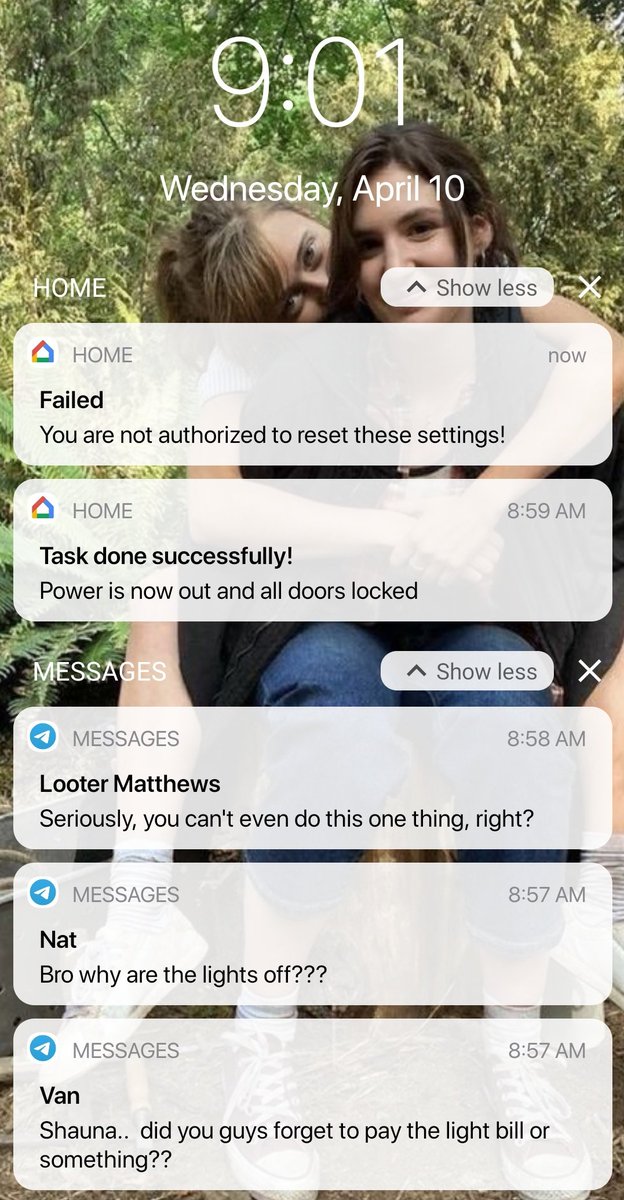 9:01
Wednesday, April 10
HOME
Show less
HOME
now
Failed
You are not authorized to reset these settings!
HOME
8:59 AM
Task done successfully!
Power is now out and all doors locked
MESSAGES
Show less
MESSAGES
8:58 AM
Looter Matthews
Seriously, you can't even do this one thing, right?
MESSAGES
8:57 AM
Nat
Bro why are the lights off???
MESSAGES
8:57 AM
Van
Shauna..  did you guys forget to pay the light bill or
something??